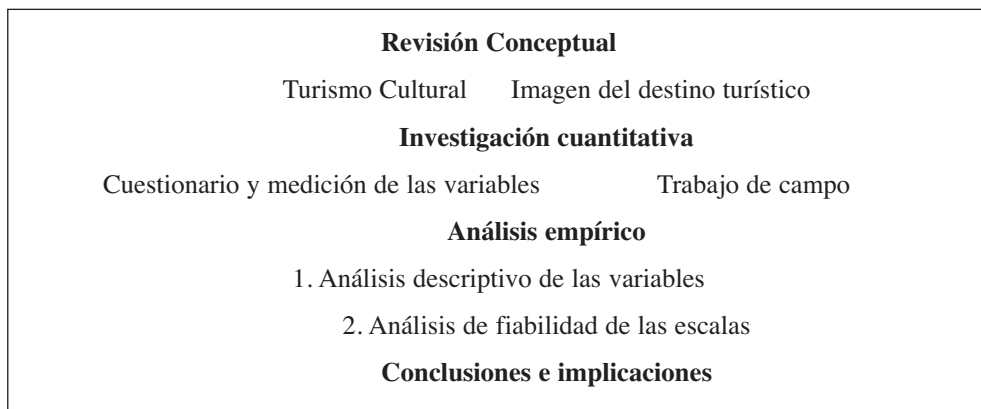 Revisión Conceptual
Turismo Cultural Imagen del destino turístico
Investigación cuantitativa
Cuestionario y medición de las variables Trabajo de campo
Análisis empírico
1. Análisis descriptivo de las variables
2. Análisis de fiabilidad de las escalas
Conclusiones e implicaciones